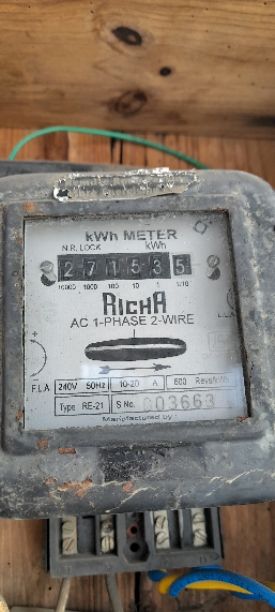 kWh METER
N.R. LOCK kWh
2 7 1 5 3 5
10000 1000 100 10 1 1/10
RICHA
AC 1-PHASE 2-WIRE
F.L.A 240V 50Hz 10-20 A 600 Revs/kWh
Type RE-21 S No. 003663
Manufactured by :